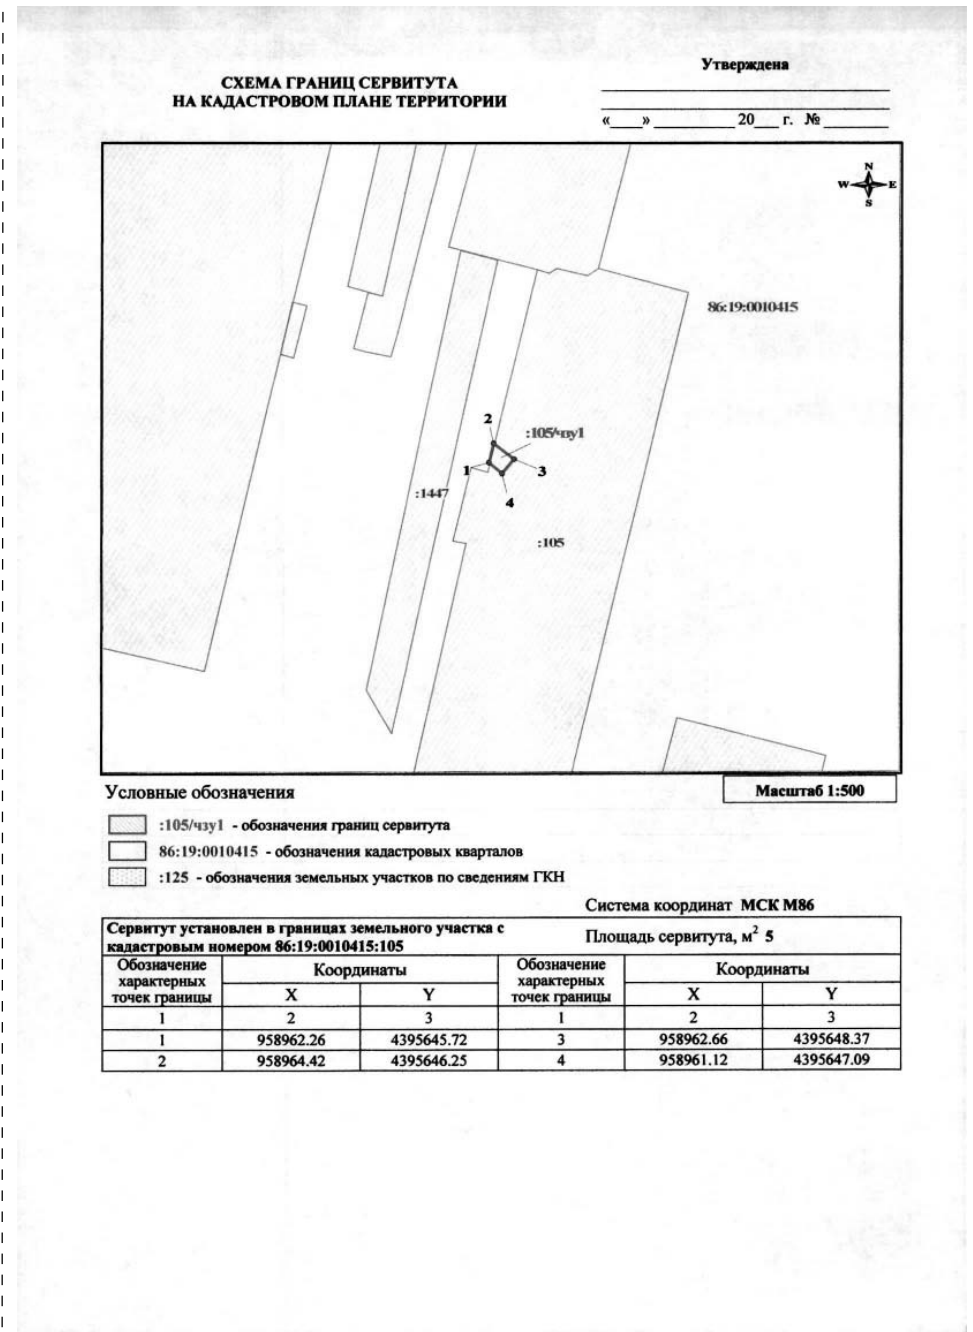 Утверждена
СХЕМА ГРАНИЦ СЕРВИТУТА
НА КАДАСТРОВОМ ПЛАНЕ ТЕРРИТОРИИ
«____»___________20___ г. №________
N
W E
S
86:19:0010415
2
:105/чзу1
1
3
:1447
4
:105
Условные обозначения
Масштаб 1:500
:105/чзу1 - обозначения границ сервитута
86:19:0010415 - обозначения кадастровых кварталов
:125 - обозначения земельных участков по сведениям ГКН
Система координат МСК М86
Сервитут установлен в границах земельного участка с
кадастровым номером 86:19:0010415:105
Площадь сервитута, м² 5
Обозначение характерных точек границы
Координаты
Обозначение характерных точек границы
Координаты
X Y X Y
1 2 3 1 2 3
1 958962.26 4395645.72 3 958962.66 4395648.37
2 958964.42 4395646.25 4 958961.12 4395647.09